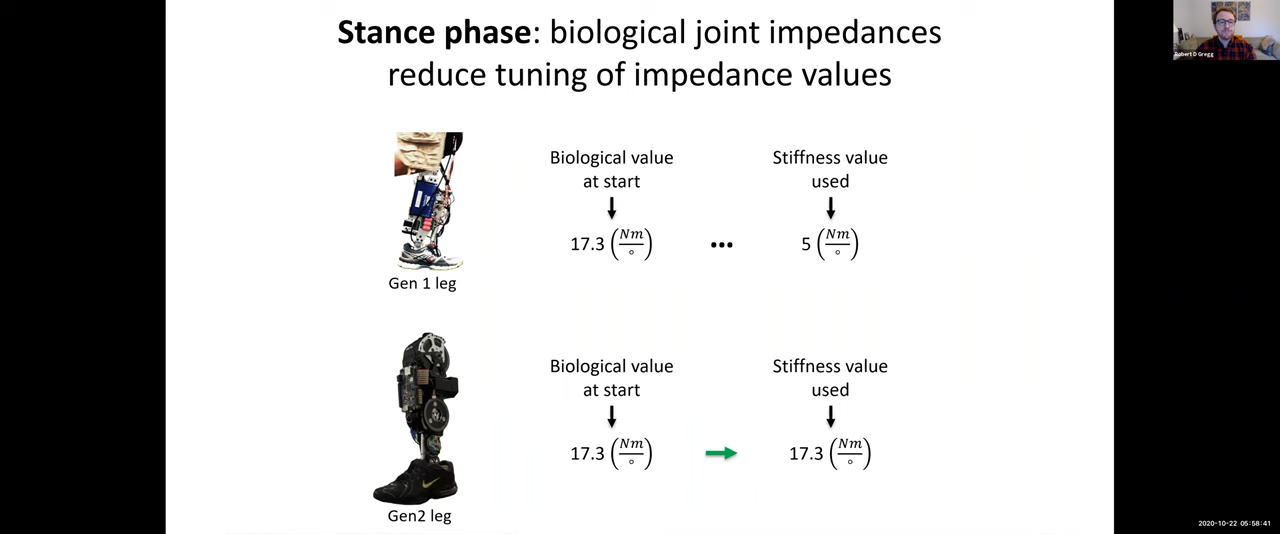 Stance phase: biological joint impedances
reduce tuning of impedance values
Robert D Gregg
Biological value
at start
Stiffness value
used
17.3 (Nm/°)
•••
5 (Nm/°)
Gen 1 leg
Biological value
at start
Stiffness value
used
17.3 (Nm/°)
17.3 (Nm/°)
Gen2 leg
2020-10-22 05:58:41